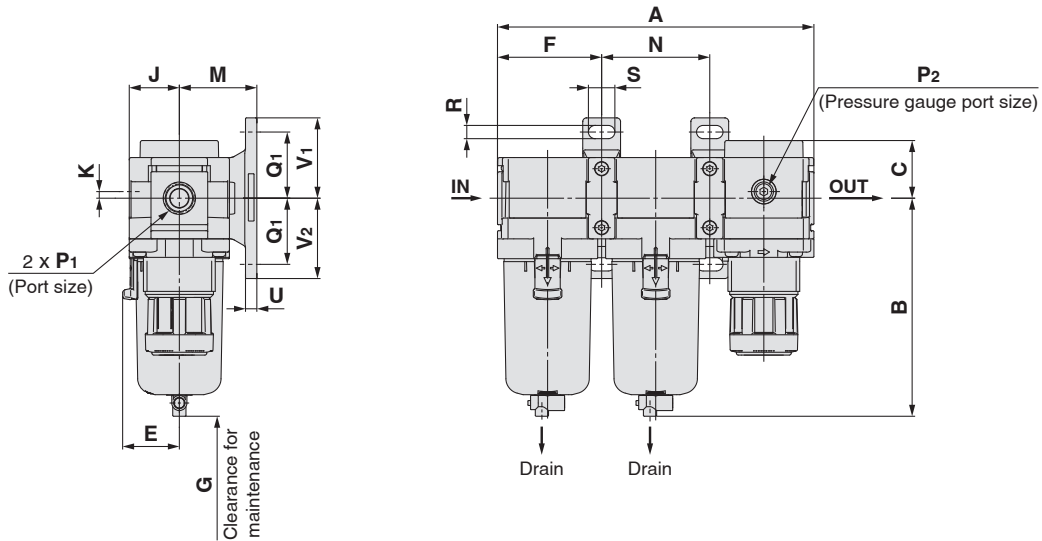 J
M
K
Q1
V1
Q1
V2
2 x P1
(Port size)
U
E
G
Clearance for
maintenance
A
F
N
S
R
P2
(Pressure gauge port size)
C
IN
OUT
B
Drain
Drain